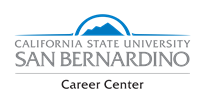 CALIFORNIA STATE UNIVERSITY
SAN BERNARDINO
Career Center